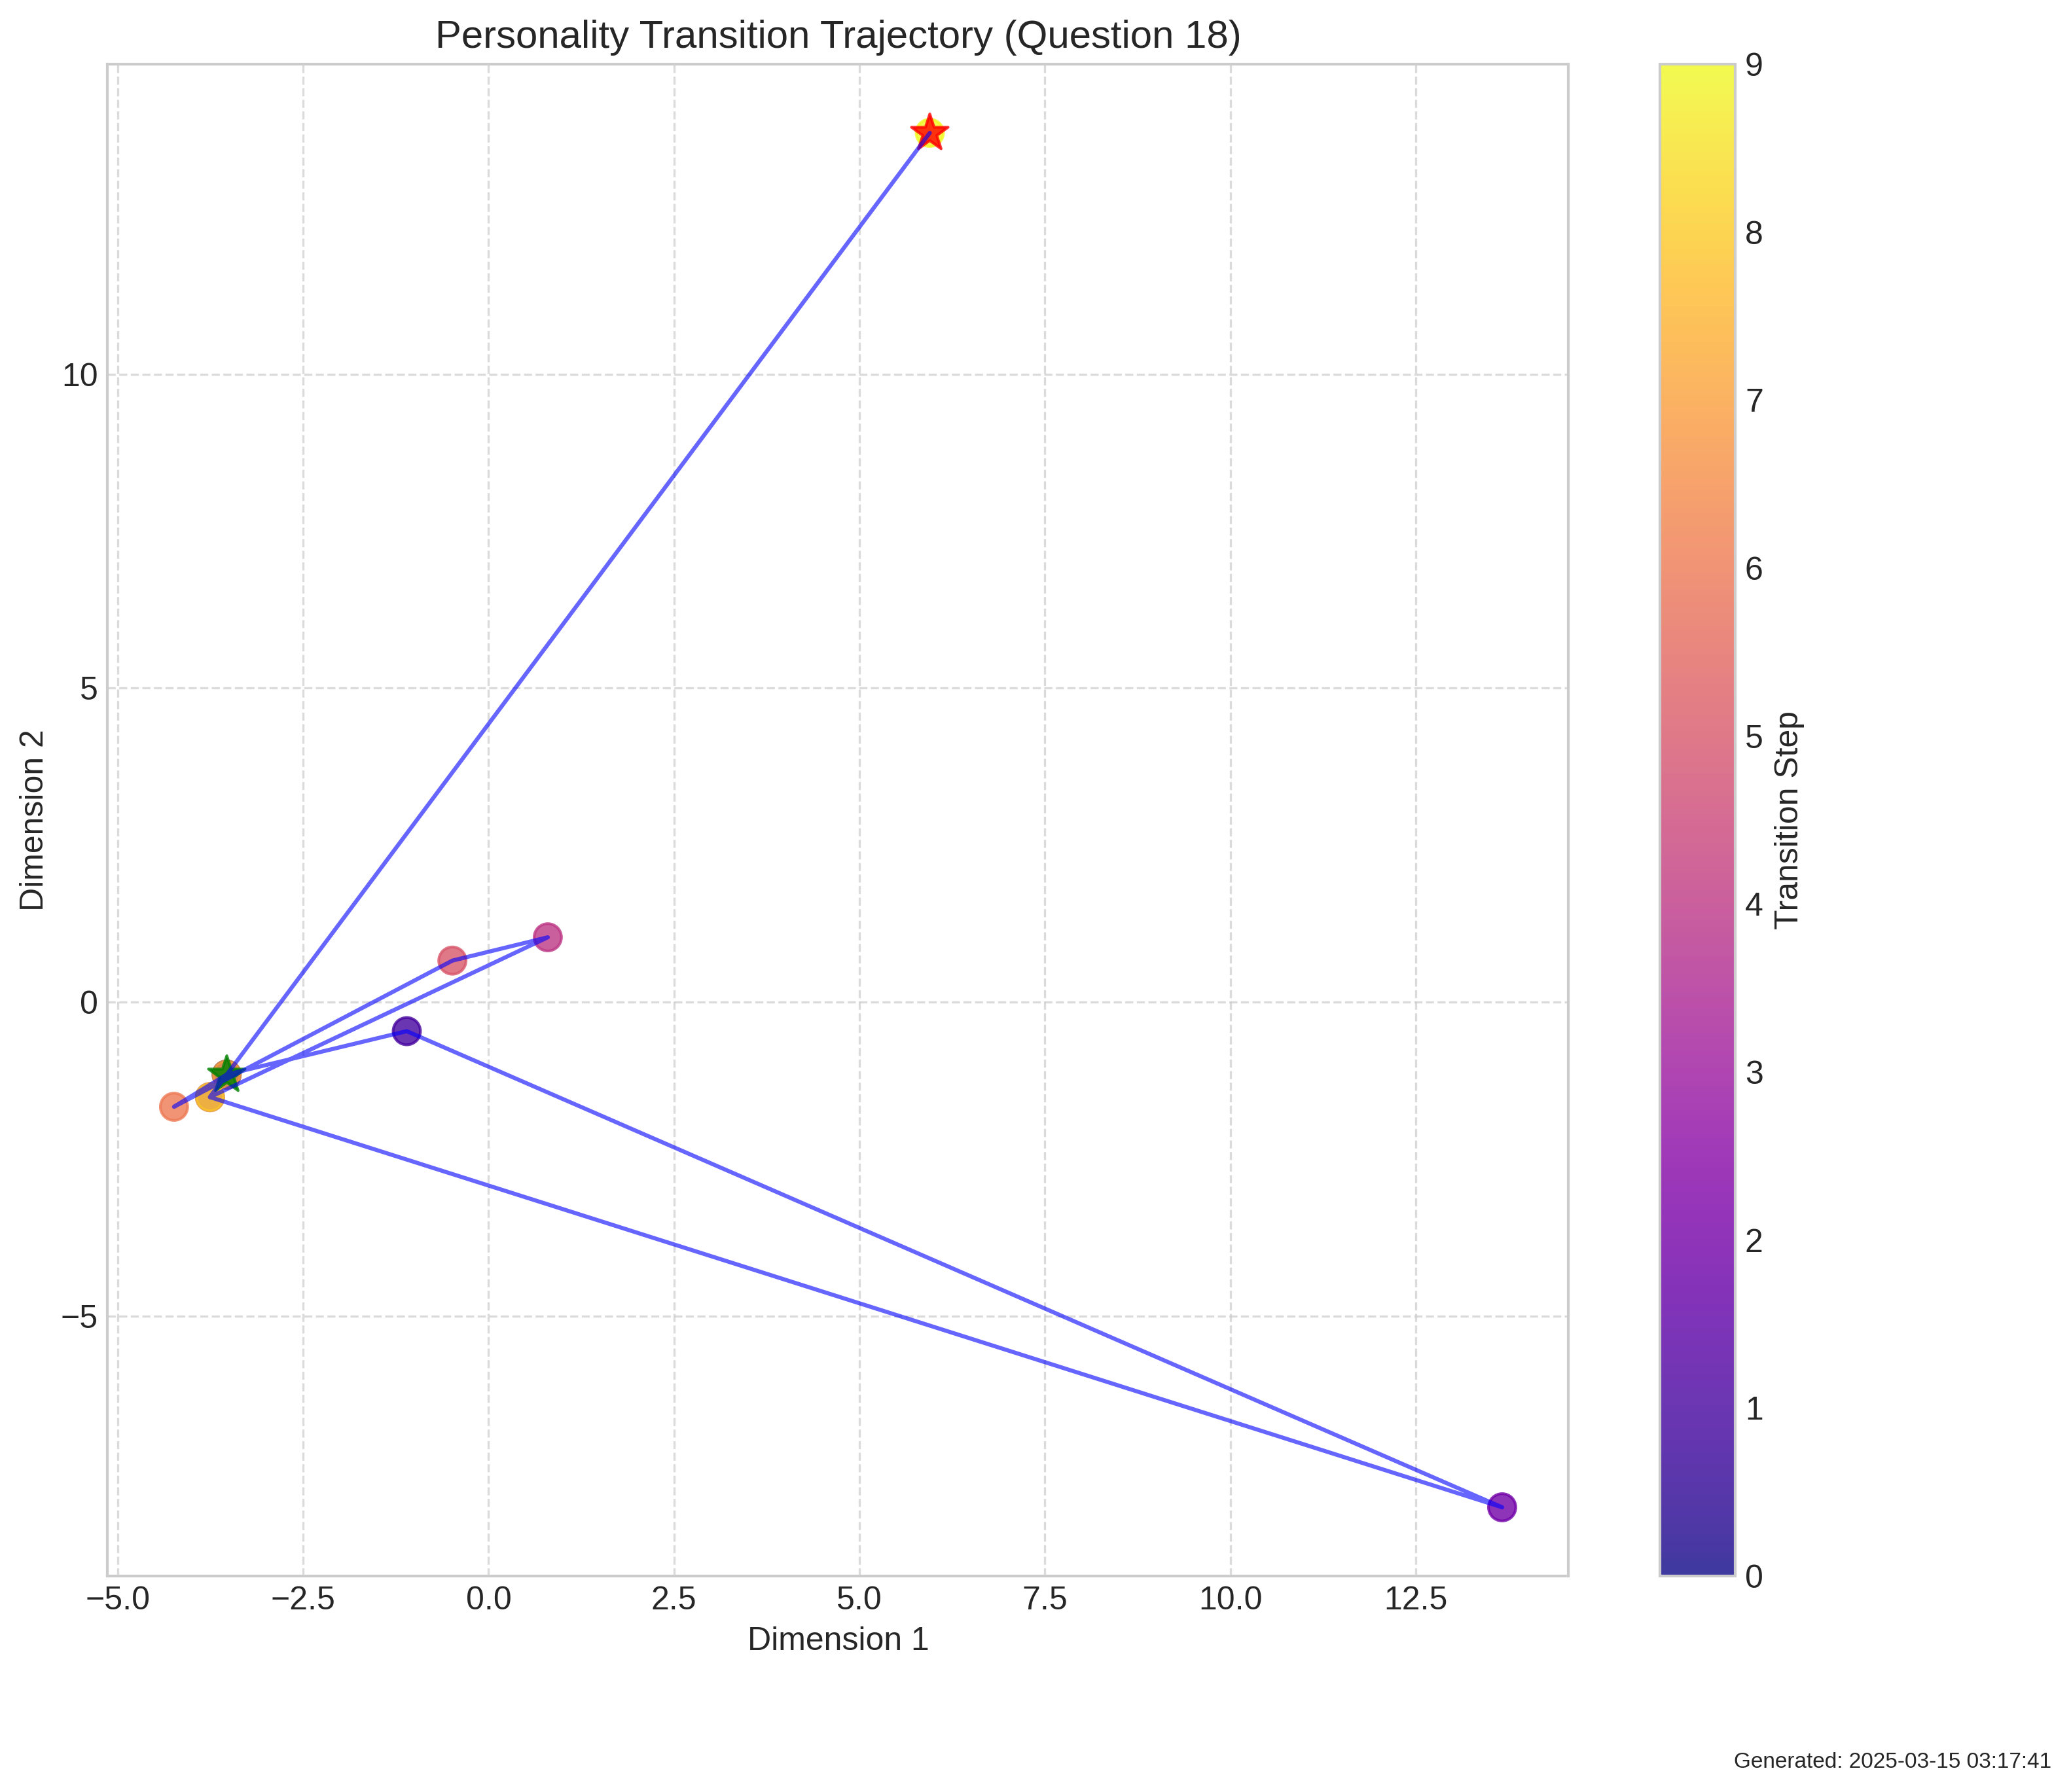 Personality Transition Trajectory (Question 18)
9
8
7
6
5
4
3
2
1
0
Transition Step
10
5
0
−5
Dimension 2
−5.0 −2.5 0.0 2.5 5.0 7.5 10.0 12.5
Dimension 1
Generated: 2025-03-15 03:17:41